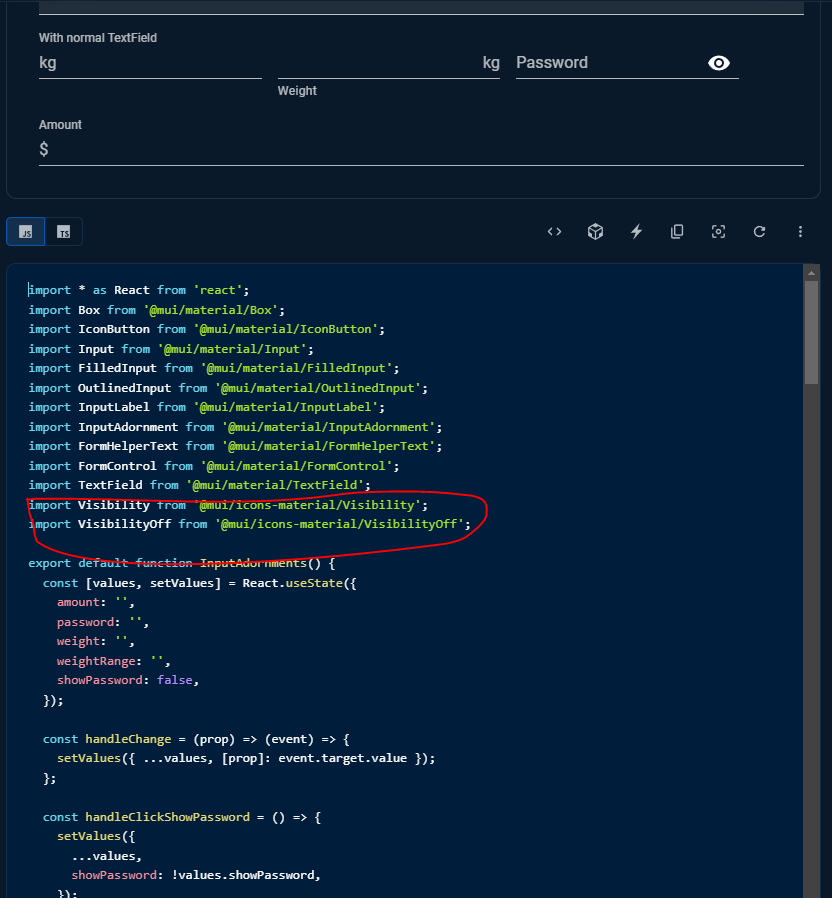 With normal TextField
kg kg Password
Weight
Amount
$
JS TS
import * as React from 'react';
import Box from '@mui/material/Box';
import IconButton from '@mui/material/IconButton';
import Input from '@mui/material/Input';
import FilledInput from '@mui/material/FilledInput';
import OutlinedInput from '@mui/material/OutlinedInput';
import InputLabel from '@mui/material/InputLabel';
import InputAdornment from '@mui/material/InputAdornment';
import FormHelperText from '@mui/material/FormHelperText';
import FormControl from '@mui/material/FormControl';
import TextField from '@mui/material/TextField';
import Visibility from '@mui/icons-material/Visibility';
import VisibilityOff from '@mui/icons-material/VisibilityOff';
export default function InputAdornments() {
const [values, setValues] = React.useState({
amount: '',
password: '',
weight: '',
weightRange: '',
showPassword: false,
});
const handleChange = (prop) => (event) => {
setValues({ ...values, [prop]: event.target.value });
};
const handleClickShowPassword = () => {
setValues({
...values,
showPassword: !values.showPassword,
});